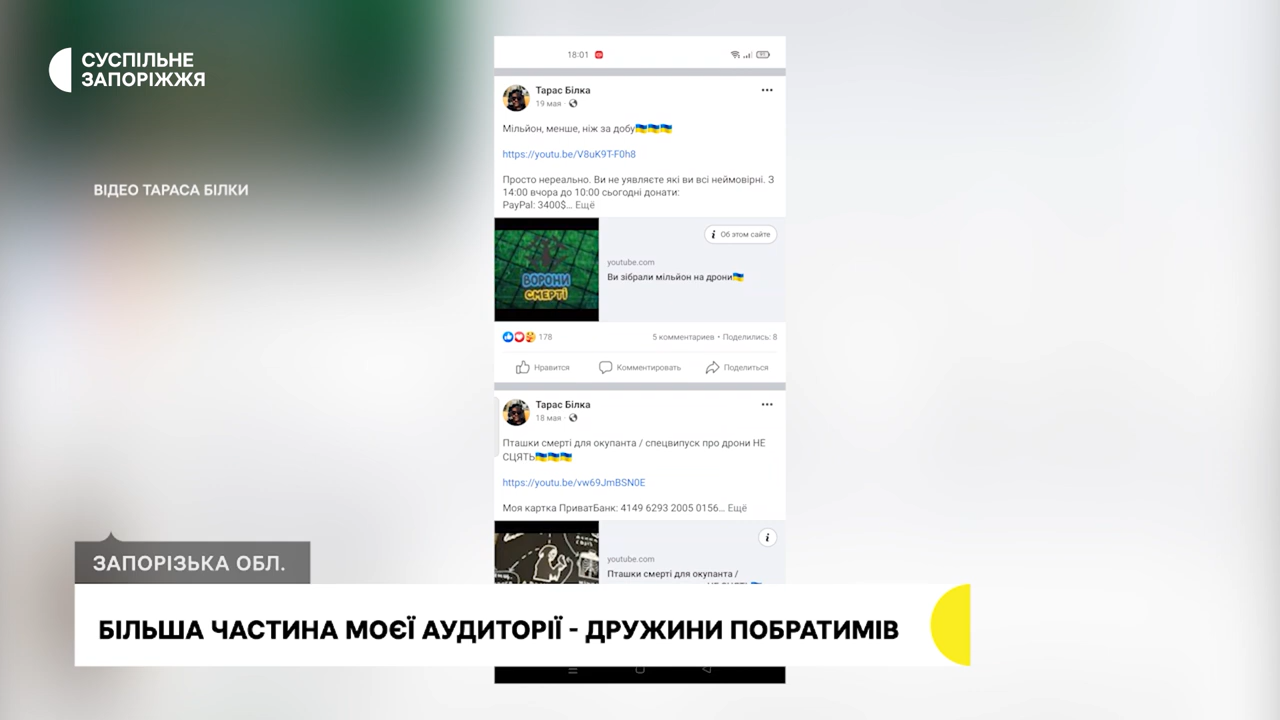 СУСПІЛЬНЕ
ЗАПОРІЖЖЯ
ВІДЕО ТАРАСА БІЛКИ
18:01
Тарас Білка
19 мая
Мільйон, менше, ніж за добу🇺🇦🇺🇦🇺🇦
https://youtu.be/V8uK9T-F0h8
Просто нереально. Ви не уявляєте які ви всі неймовірні. З
14:00 вчора до 10:00 сьогодні донати:
PayPal: 3400$... Ещё
Об этом сайте
ВОРОНИ
СМЕРТІ
youtube.com
Ви зібрали мільйон на дрони🇺🇦
178
5 комментариев • Поделились: 8
Нравится
Комментировать
Поделиться
Тарас Білка
18 мая
Пташки смерті для окупанта / спецвипуск про дрони НЕ
СЦЯТЬ🇺🇦🇺🇦🇺🇦
https://youtu.be/vw69JmBSN0E
Моя картка ПриватБанк: 4149 6293 2005 0156... Ещё
youtube.com
Пташки смерті для окупанта /
ЗАПОРІЗЬКА ОБЛ.
БІЛЬША ЧАСТИНА МОЄЇ АУДИТОРІЇ - ДРУЖИНИ ПОБРАТИМІВ